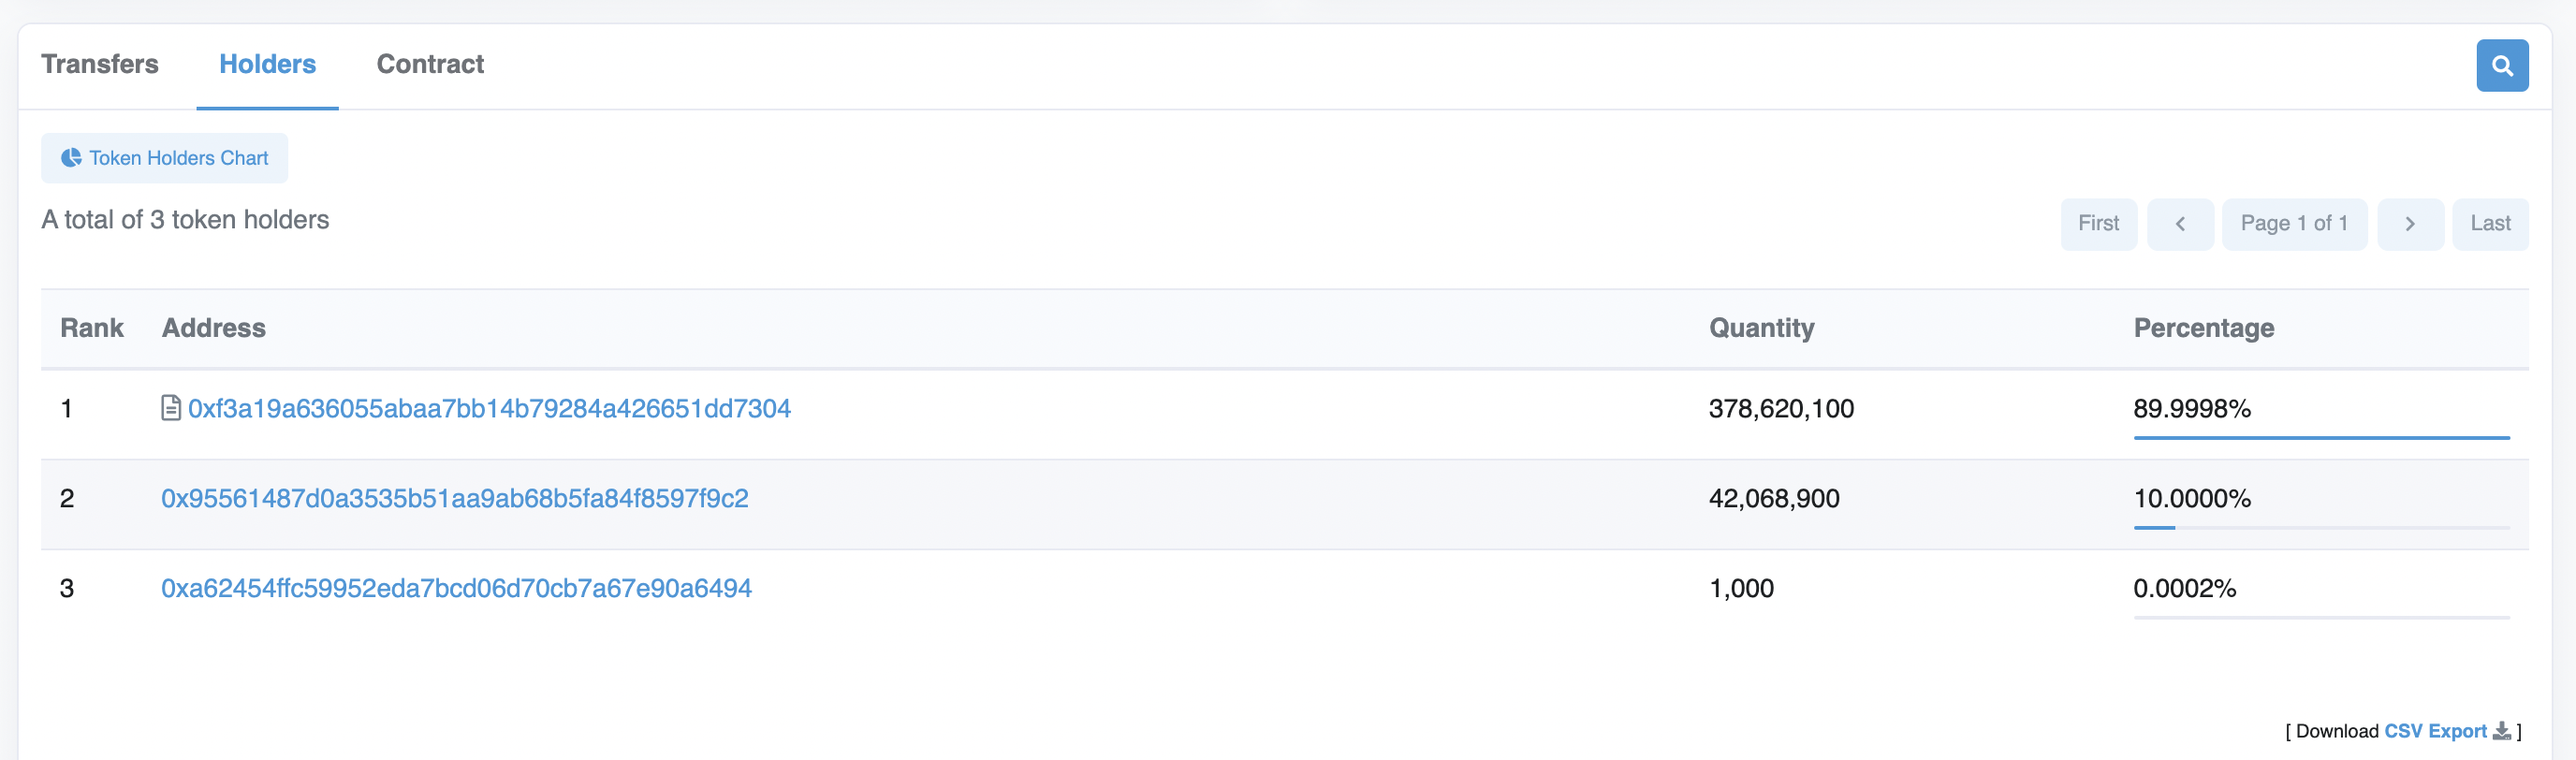 Transfers Holders Contract
Token Holders Chart
A total of 3 token holders
First Page 1 of 1 Last
Rank Address Quantity Percentage
1 0xf3a19a636055abaa7bb14b79284a426651dd7304 378,620,100 89.9998%
2 0x95561487d0a3535b51aa9ab68b5fa84f8597f9c2 42,068,900 10.0000%
3 0xa62454ffc59952eda7bcd06d70cb7a67e90a6494 1,000 0.0002%
[ Download CSV Export ]